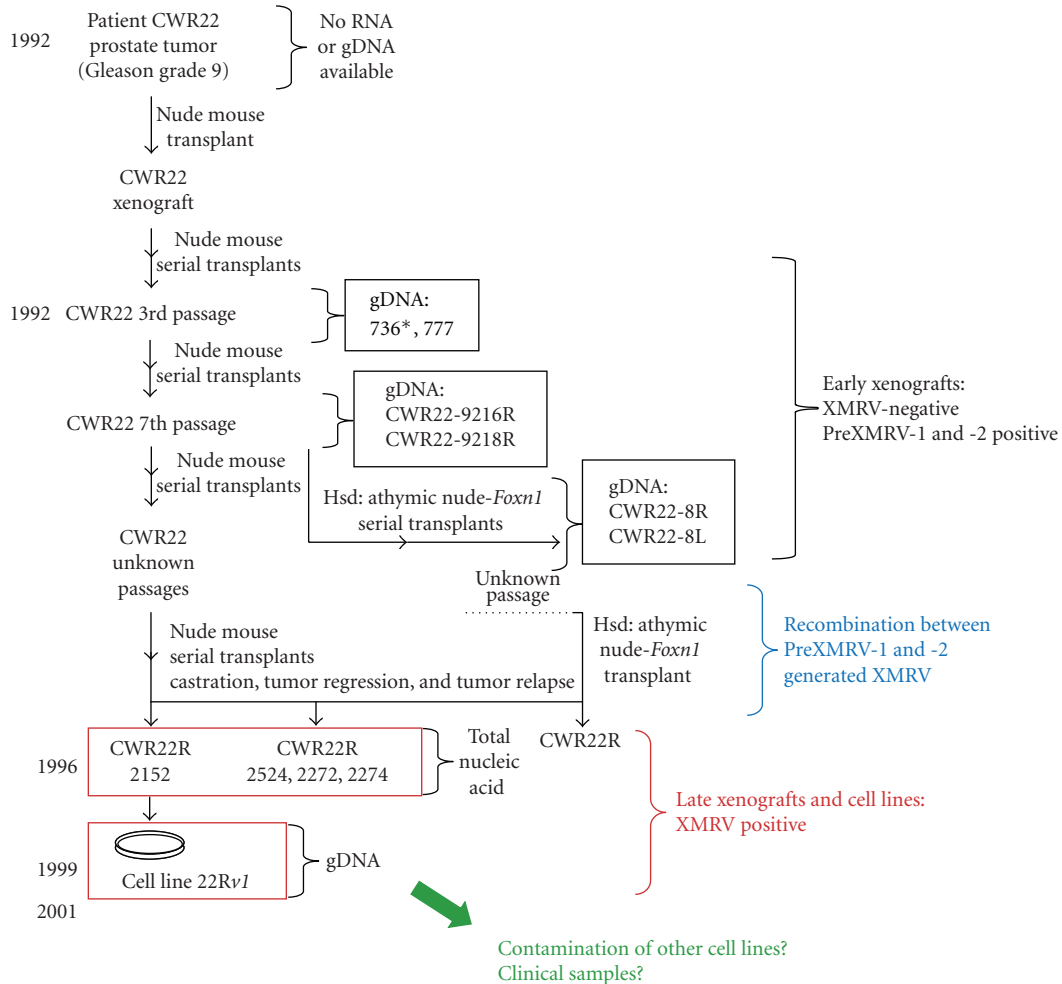 1992
Patient CWR22
prostate tumor
(Gleason grade 9)
No RNA
or gDNA
available
Nude mouse
transplant
CWR22
xenograft
Nude mouse
serial transplants
1992
CWR22 3rd passage
gDNA:
736*, 777
Nude mouse
serial transplants
CWR22 7th passage
gDNA:
CWR22-9216R
CWR22-9218R
Early xenografts:
XMRV-negative
PreXMRV-1 and -2 positive
Nude mouse
serial transplants
Hsd: athymic nude-Foxn1
serial transplants
gDNA:
CWR22-8R
CWR22-8L
CWR22
unknown
passages
Unknown
passage
Nude mouse
serial transplants
castration, tumor regression, and tumor relapse
Hsd: athymic
nude-Foxn1
transplant
Recombination between
PreXMRV-1 and -2
generated XMRV
1996
CWR22R
2152
CWR22R
2524, 2272, 2274
Total
nucleic
acid
CWR22R
Late xenografts and cell lines:
XMRV positive
1999
Cell line 22Rv1
gDNA
2001
Contamination of other cell lines?
Clinical samples?